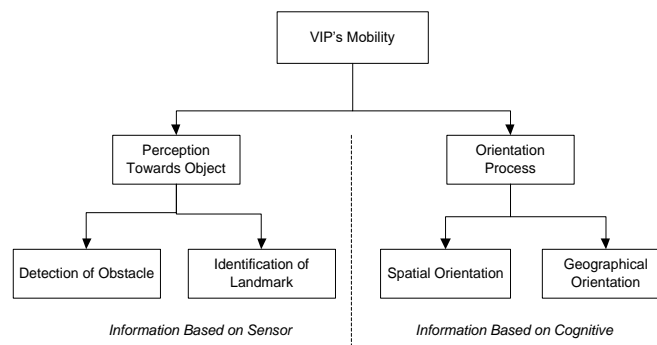 VIP's Mobility
Perception
Towards Object
Orientation
Process
Detection of Obstacle
Identification of
Landmark
Spatial Orientation
Geographical
Orientation
Information Based on Sensor
Information Based on Cognitive